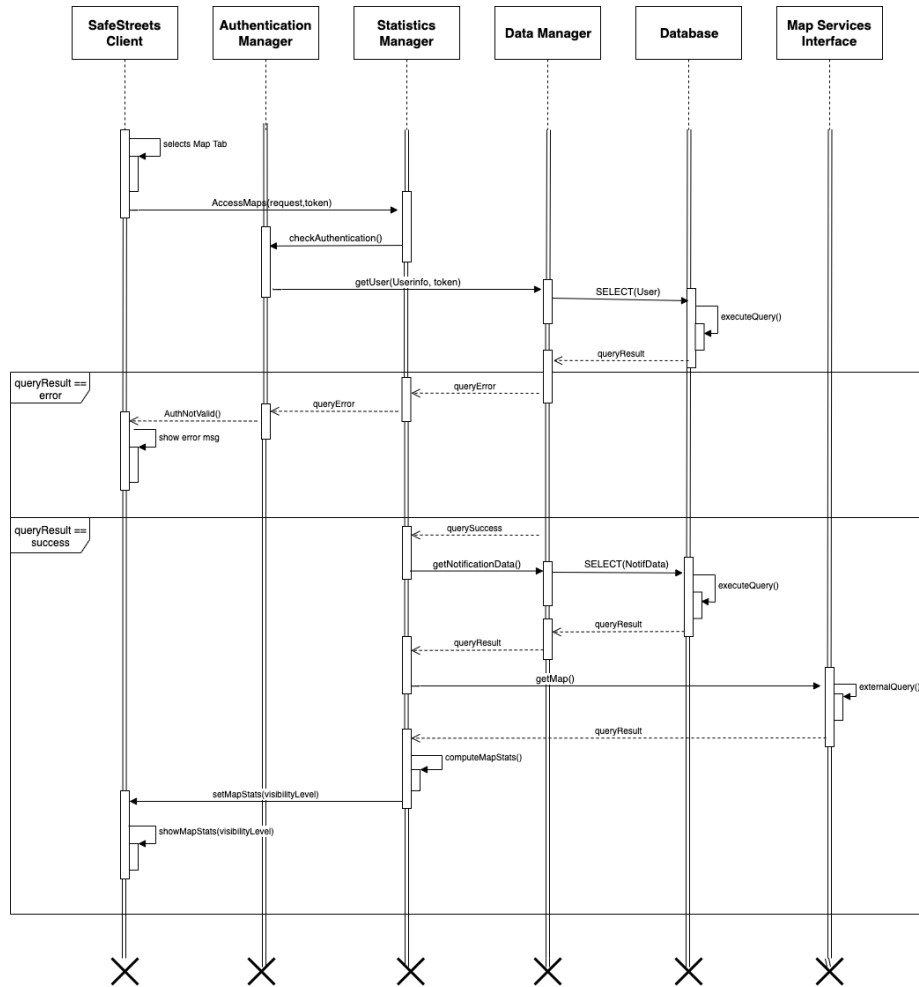 SafeStreets
Client
Authentication
Manager
Statistics
Manager
Data Manager
Database
Map Services
Interface
selects Map Tab
AccessMaps(request,token)
checkAuthentication()
getUser(Userinfo, token)
SELECT(User)
executeQuery()
queryResult
queryResult ==
error
queryError
queryError
AuthNotValid()
show error msg
queryResult ==
success
querySuccess
getNotificationData()
SELECT(NotifData)
executeQuery()
queryResult
queryResult
getMap()
externalQuery()
queryResult
computeMapStats()
setMapStats(visibilityLevel)
showMapStats(visibilityLevel)